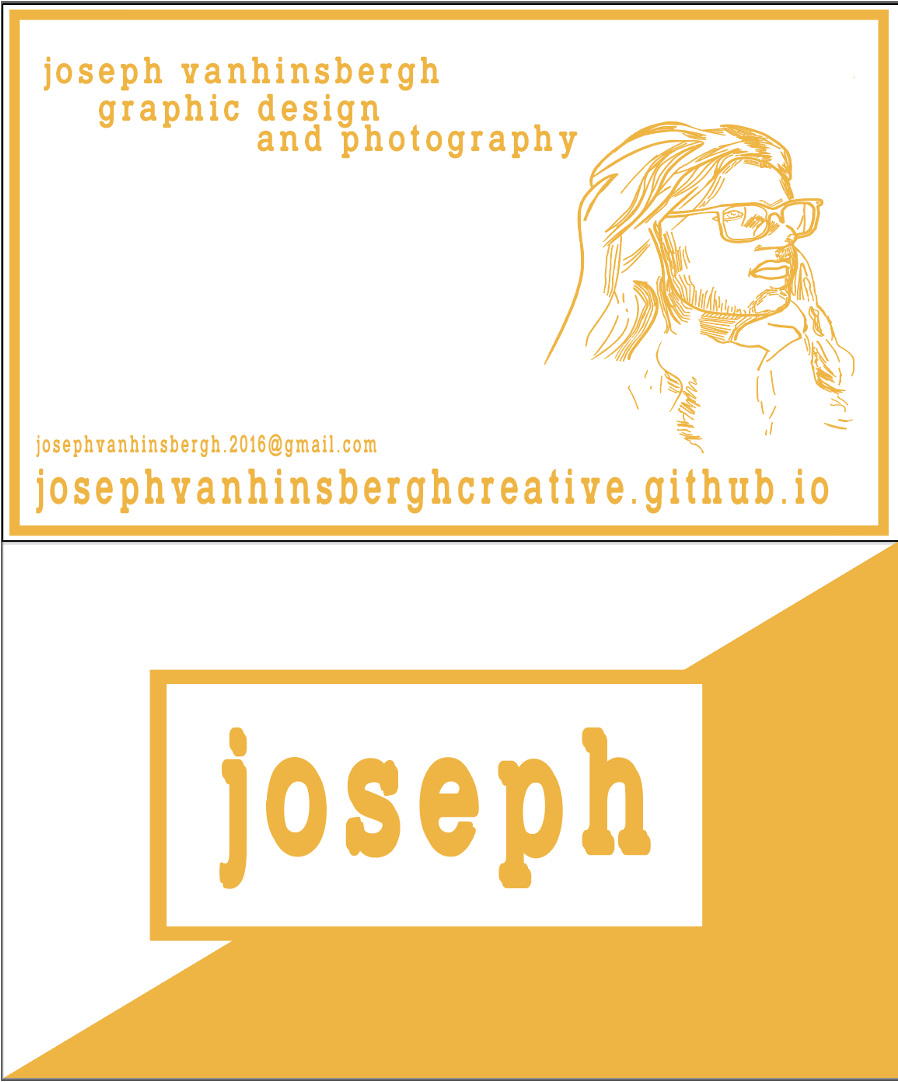 joseph vanhinsbergh
graphic design
and photography
josephvanhinsbergh.2016@gmail.com
josephvanhinsberghcreative.github.io
joseph